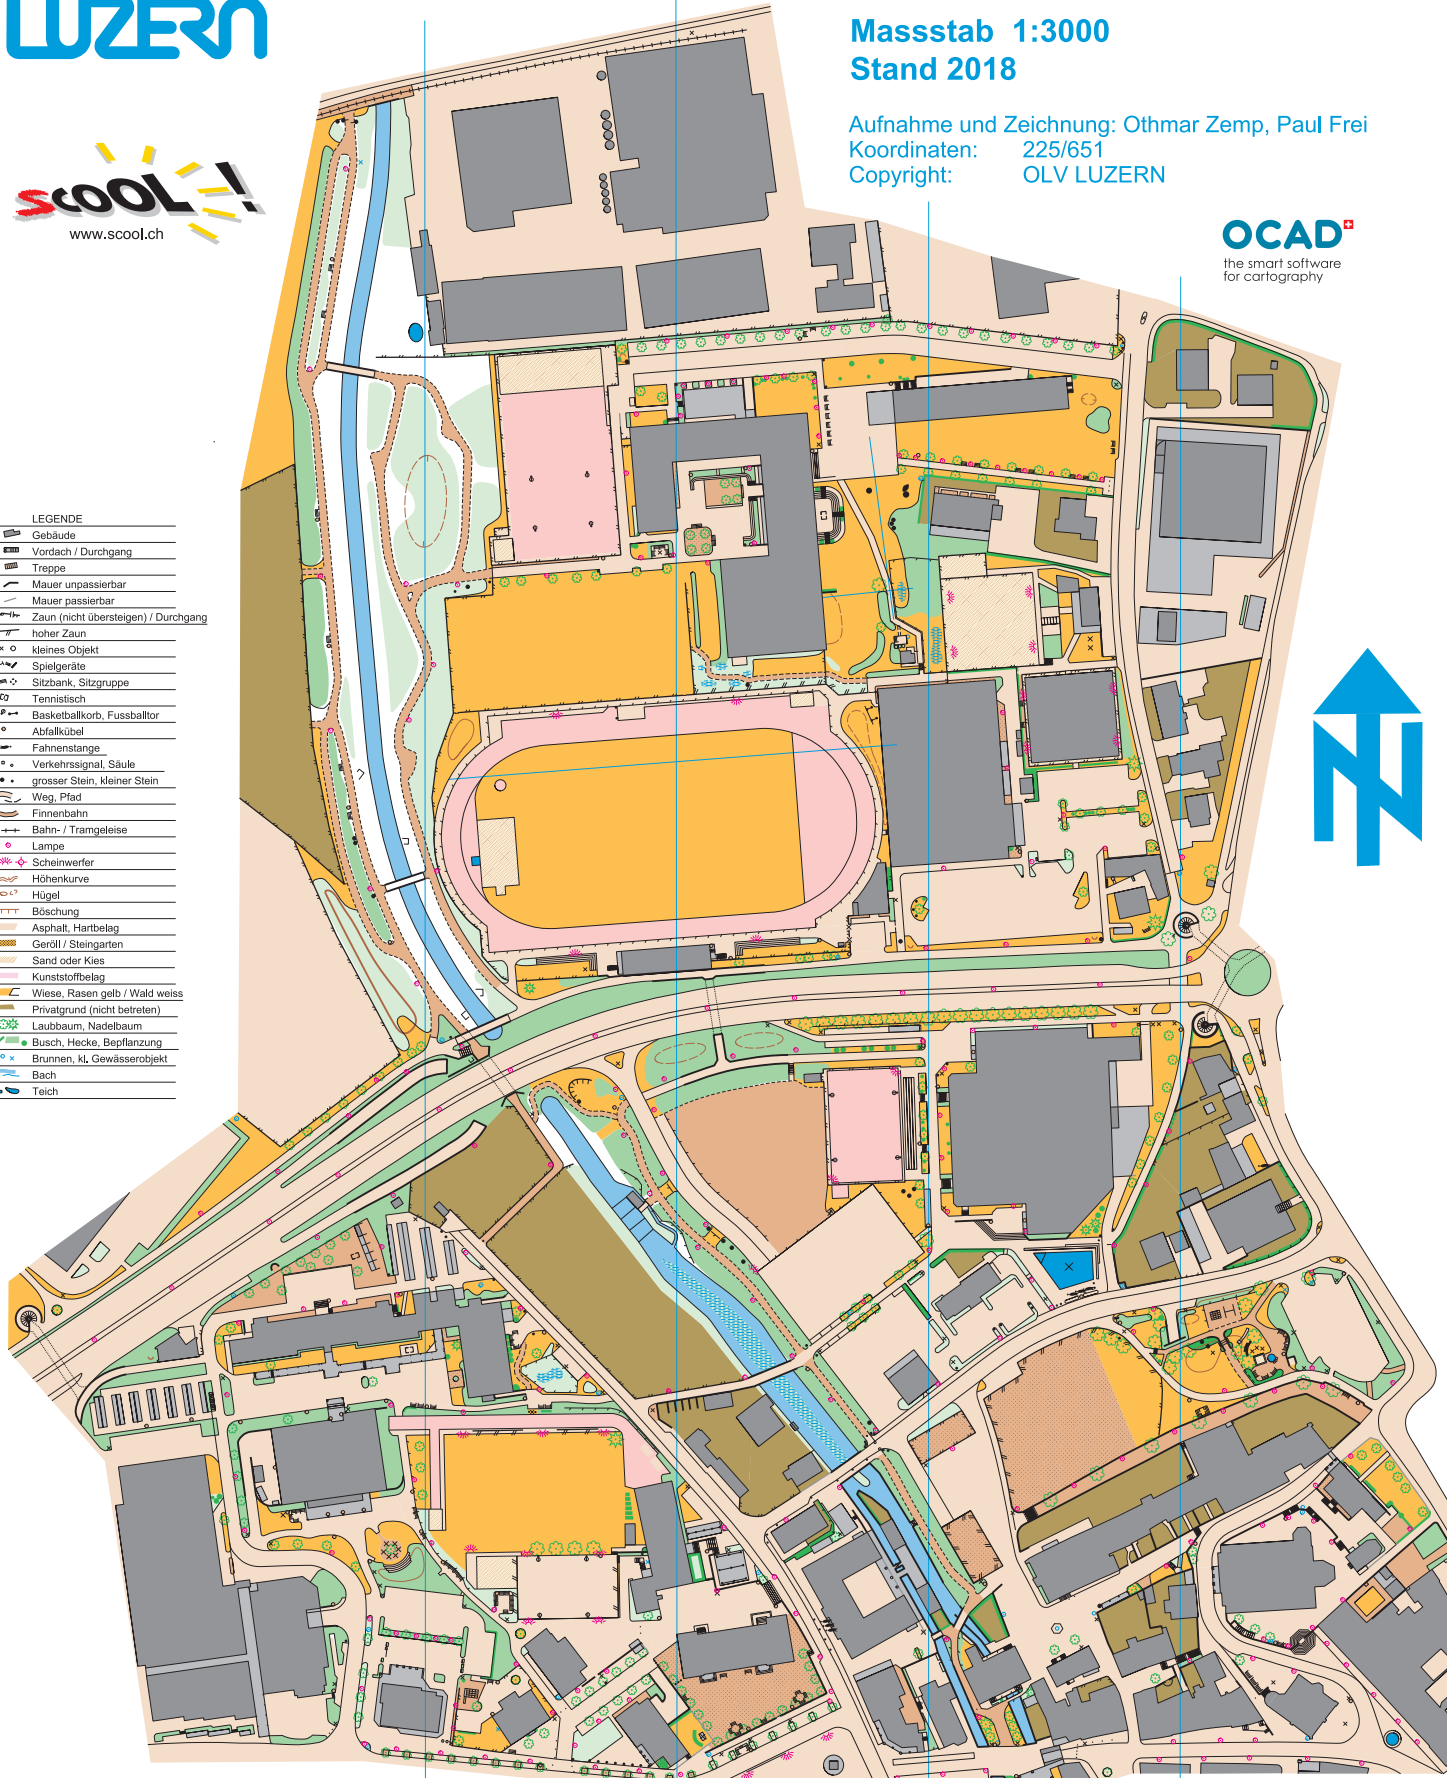 LUZERN
Massstab 1:3000
Stand 2018
Aufnahme und Zeichnung: Othmar Zemp, Paul Frei
Koordinaten: 225/651
Copyright: OLV LUZERN
scool!
www.scool.ch
OCAD
the smart software
for cartography
LEGENDE
Gebäude
Vordach / Durchgang
Treppe
Mauer unpassierbar
Mauer passierbar
Zaun (nicht übersteigen) / Durchgang
hoher Zaun
kleines Objekt
Spielgeräte
Sitzbank, Sitzgruppe
Tennistisch
Basketballkorb, Fussballtor
Abfallkübel
Fahnenstange
Verkehrssignal, Säule
grosser Stein, kleiner Stein
Weg, Pfad
Finnenbahn
Bahn- / Tramgeleise
Lampe
Scheinwerfer
Höhenkurve
Hügel
Böschung
Asphalt, Hartbelag
Geröll / Steingarten
Sand oder Kies
Kunststoffbelag
Wiese, Rasen gelb / Wald weiss
Privatgrund (nicht betreten)
Laubbaum, Nadelbaum
Busch, Hecke, Bepflanzung
Brunnen, kl. Gewässerobjekt
Bach
Teich
N